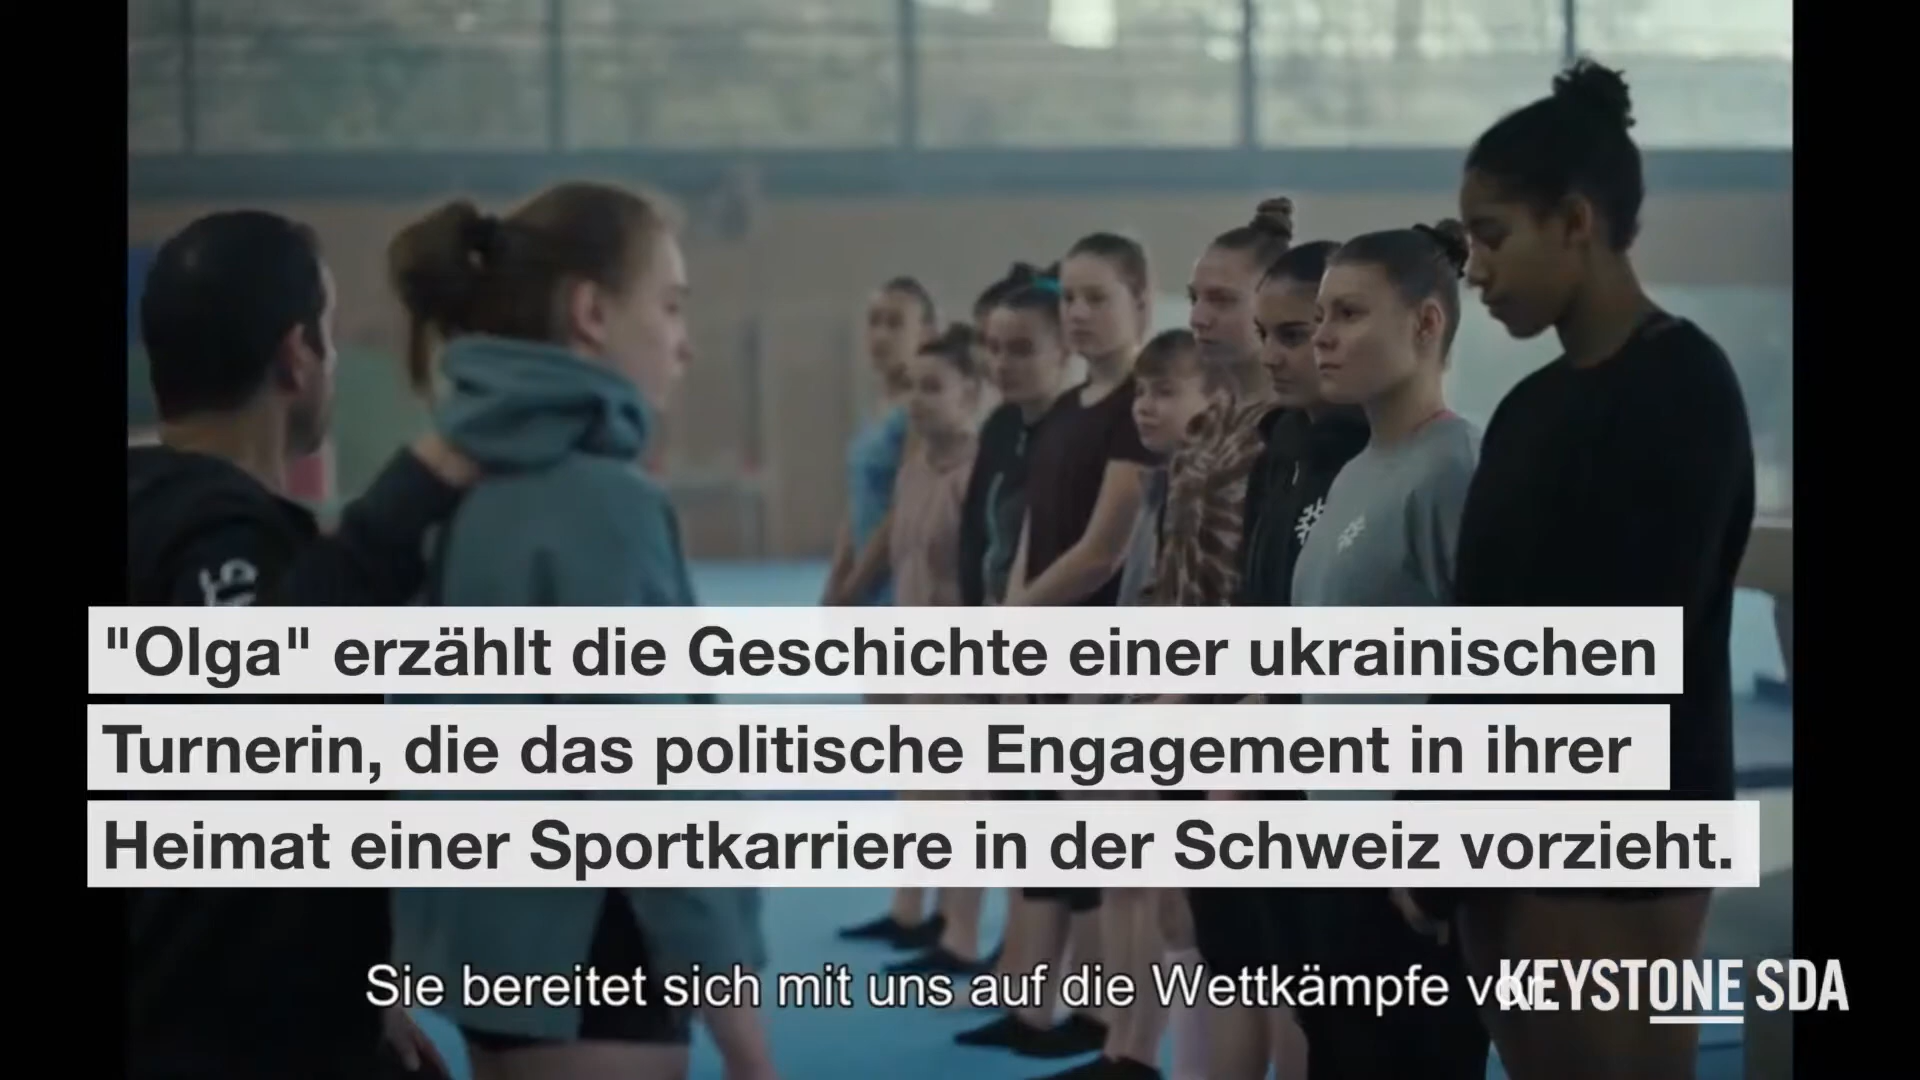 "Olga" erzählt die Geschichte einer ukrainischen
Turnerin, die das politische Engagement in ihrer
Heimat einer Sportkarriere in der Schweiz vorzieht.
Sie bereitet sich mit uns auf die Wettkämpfe vor.
KEYSTONE SDA